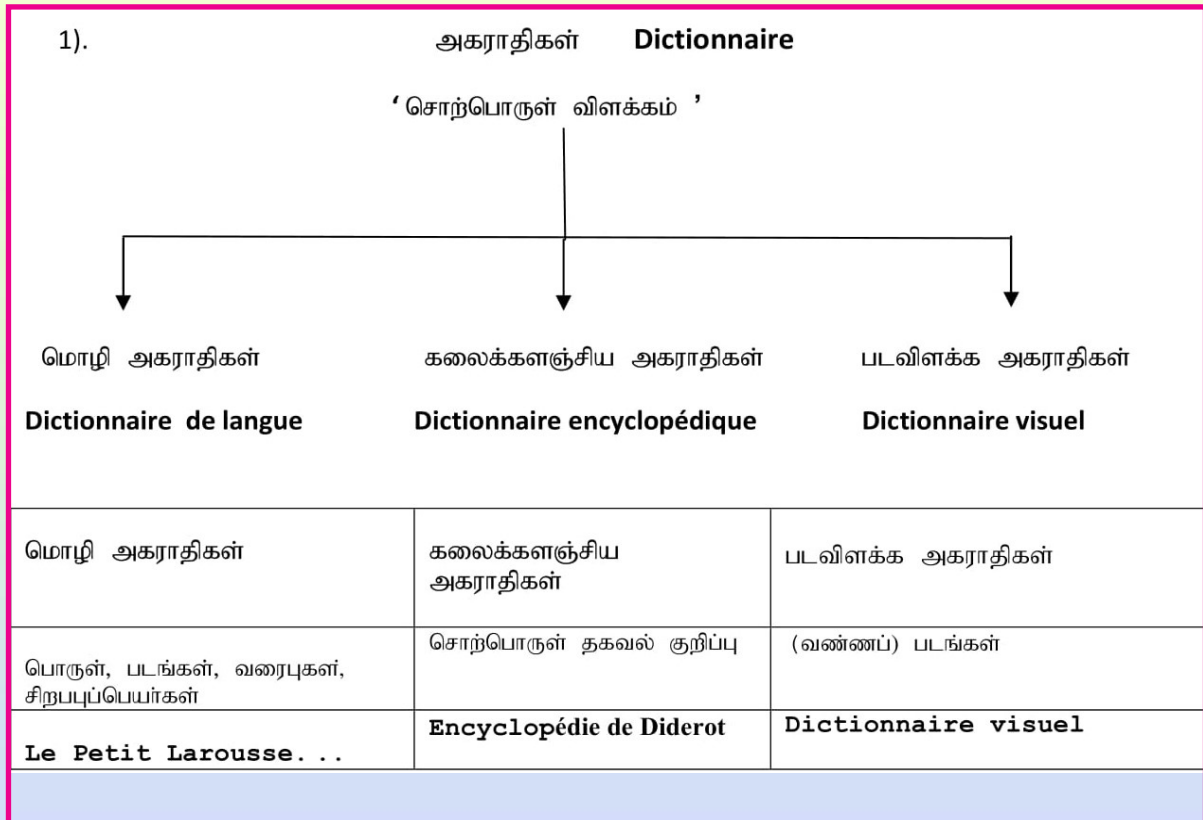 1). அகராதிகள் Dictionnaire
‘ சொற்பொருள் விளக்கம் ’
மொழி அகராதிகள் கலைக்களஞ்சிய அகராதிகள் படவிளக்க அகராதிகள்
Dictionnaire de langue Dictionnaire encyclopédique Dictionnaire visuel
மொழி அகராதிகள்
கலைக்களஞ்சிய
அகராதிகள்
படவிளக்க அகராதிகள்
பொருள், படங்கள், வரைபுகள்,
சிறபபுப்பெயர்கள்
சொற்பொருள் தகவல் குறிப்பு
(வண்ணப்) படங்கள்
Le Petit Larousse...
Encyclopédie de Diderot
Dictionnaire visuel